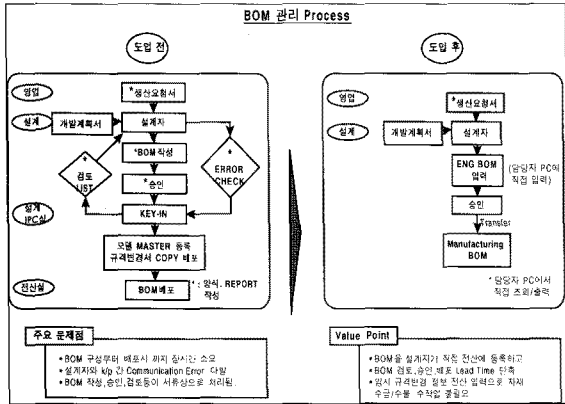 BOM 관리 Process
도입 전
영업
*생산요청서
설계
개발계획서
설계자
*BOM 작성
*
검토
LIST
*
ERROR
CHECK
*승인
설계
IPC실
KEY-IN
모델 MASTER 등록
규격변경서 COPY 배포
전산실
BOM배포
* : 양식, REPORT
작성
주요 문제점
*BOM 구성부터 배포시 까지 장시간 소요
*설계자와 k/p 간 Communication Error 다발
*BOM 작성,승인,검토등이 서류상으로 처리됨.
도입 후
영업
*생산요청서
설계
개발계획서
설계자
ENG BOM
입력
(담당자 PC에
직접 입력)
승인
Transfer
Manufacturing
BOM
*담당자 PC에서
직접 조회/출력
Value Point
*BOM을 설계자가 직접 전산에 등록하고
*BOM 검토,승인,배포 Lead Time 단축
*임시 규격변경 정보 전산 입력으로 자재
수급/수불 수작업 불필요